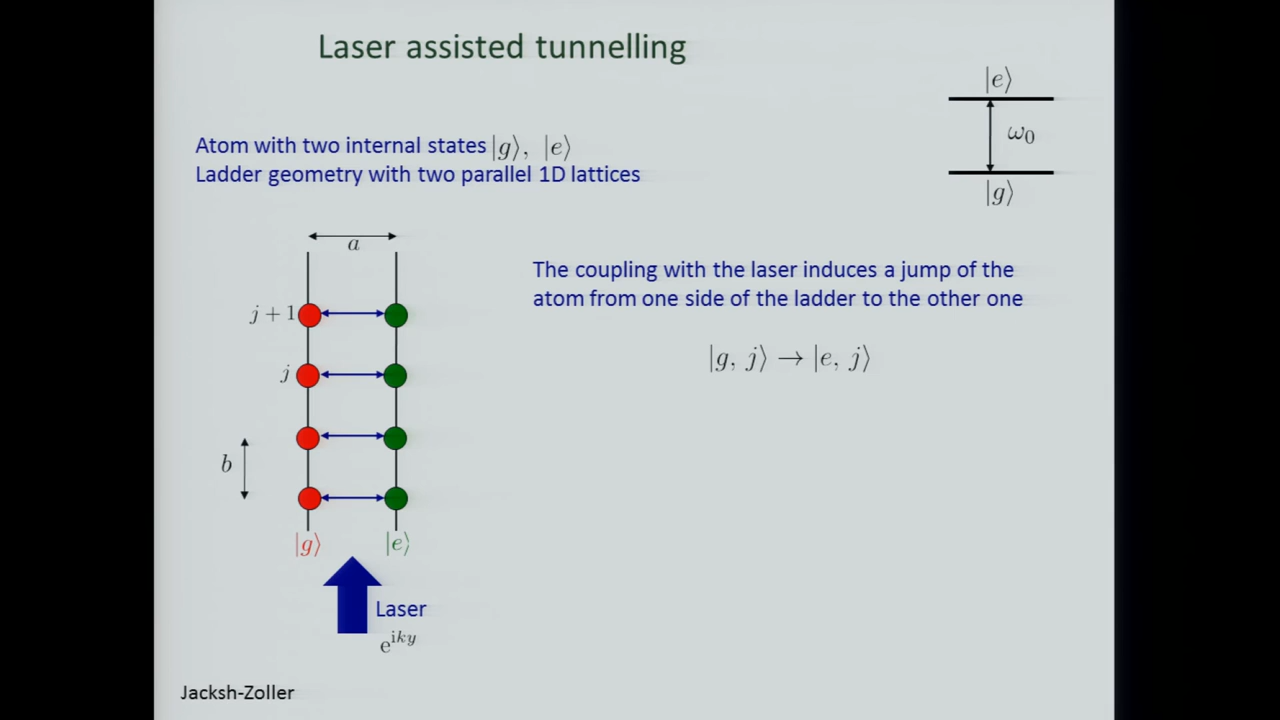 Laser assisted tunnelling
|e⟩
ω₀
|g⟩
Atom with two internal states |g⟩, |e⟩
Ladder geometry with two parallel 1D lattices
a
j + 1
j
b
|g⟩ |e⟩
Laser
e^{iky}
The coupling with the laser induces a jump of the
atom from one side of the ladder to the other one
|g, j⟩ → |e, j⟩
Jacksh-Zoller